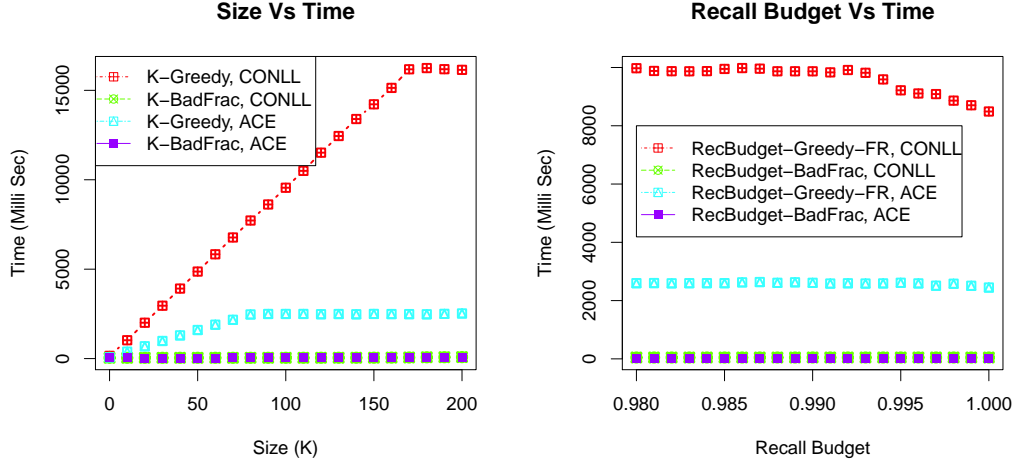 Size Vs Time
K−Greedy, CONLL
K−BadFrac, CONLL
K−Greedy, ACE
K−BadFrac, ACE
Time (Milli Sec)
0
5000
10000
15000
0
50
100
150
200
Size (K)
Recall Budget Vs Time
RecBudget−Greedy−FR, CONLL
RecBudget−BadFrac, CONLL
RecBudget−Greedy−FR, ACE
RecBudget−BadFrac, ACE
Time (Milli Sec)
0
2000
4000
6000
8000
0.980
0.985
0.990
0.995
1.000
Recall Budget